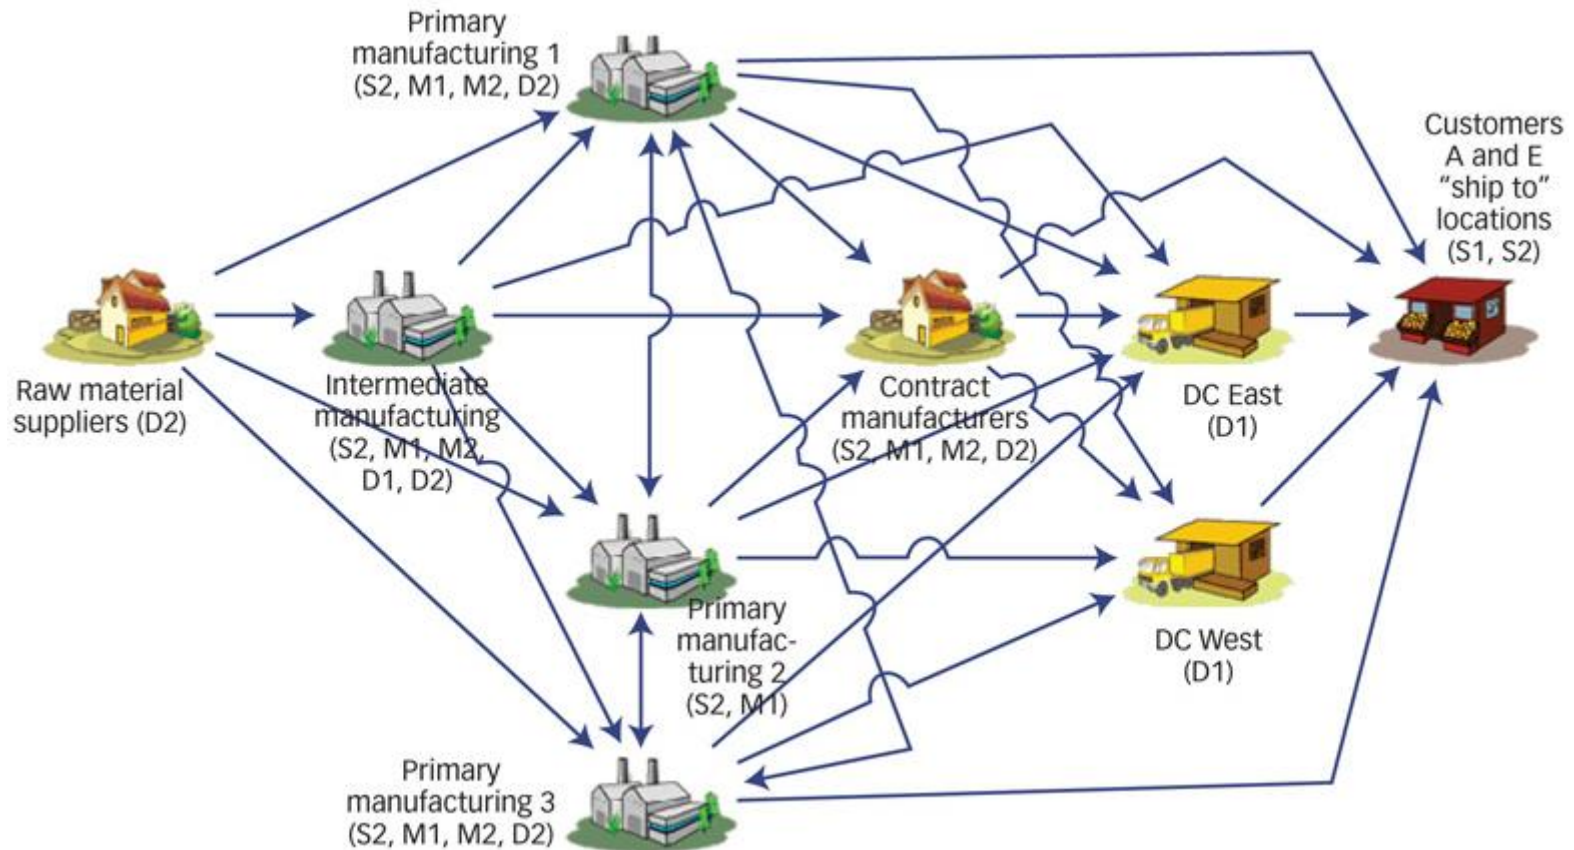 Primary
manufacturing 1
(S2, M1, M2, D2)
Customers
A and E
“ship to”
locations
(S1, S2)
Raw material
suppliers (D2)
Intermediate
manufacturing
(S2, M1, M2,
D1, D2)
Contract
manufacturers
(S2, M1, M2, D2)
DC East
(D1)
Primary
manufac-
turing 2
(S2, M1)
DC West
(D1)
Primary
manufacturing 3
(S2, M1, M2, D2)